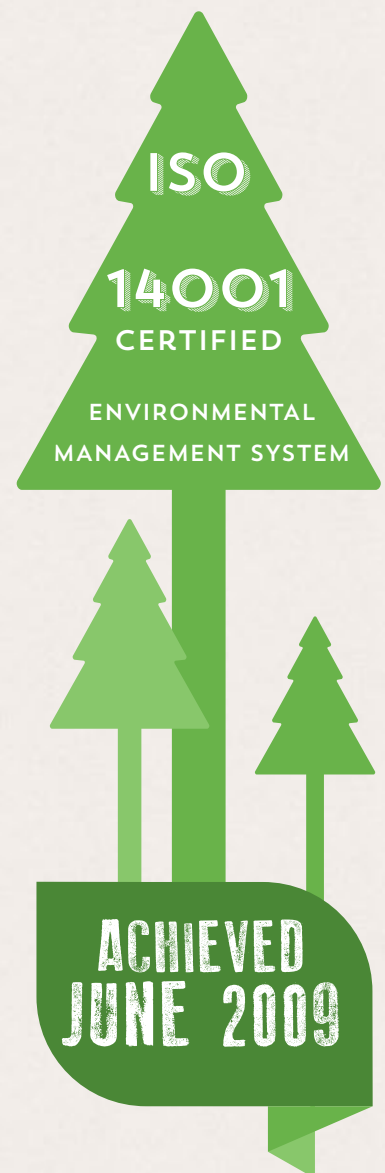 ISO
14001
CERTIFIED
ENVIRONMENTAL
MANAGEMENT SYSTEM
ACHIEVED
JUNE 2009